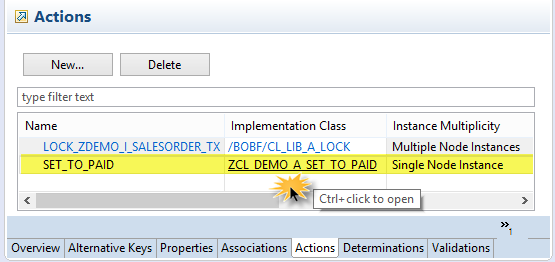 Actions
New... Delete
type filter text
Name Implementation Class Instance Multiplicity
LOCK_ZDEMO_I_SALESORDER_TX /BOBF/CL_LIB_A_LOCK Multiple Node Instances
SET_TO_PAID ZCL_DEMO_A_SET_TO_PAID Single Node Instance
Ctrl+click to open
»1
Overview Alternative Keys Properties Associations Actions Determinations Validations